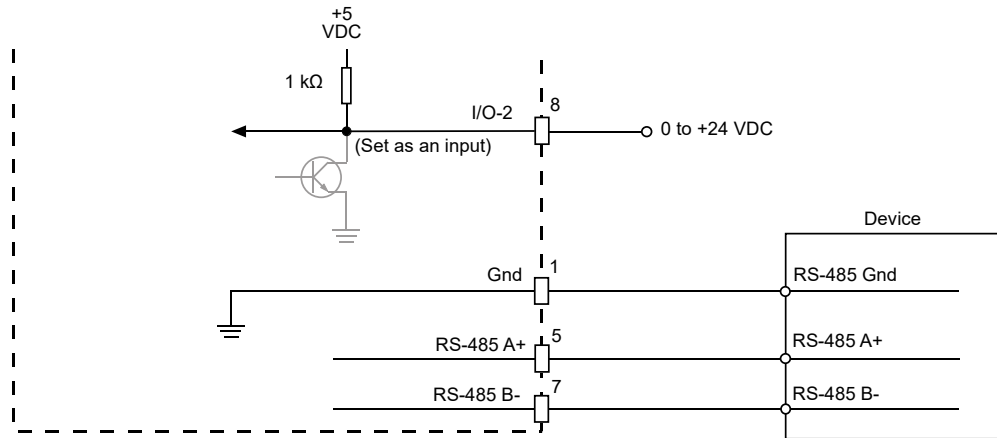 +5
VDC
1 kΩ
I/O-2
8
0 to +24 VDC
(Set as an input)
Device
Gnd
1
RS-485 Gnd
RS-485 A+
5
RS-485 A+
RS-485 B-
7
RS-485 B-